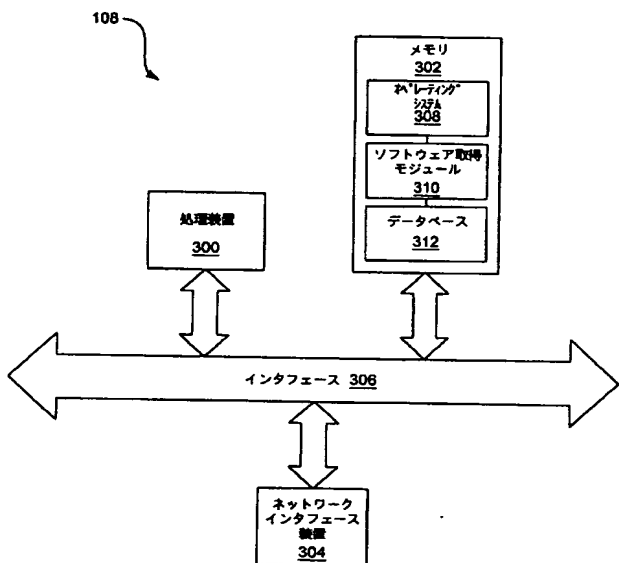 108
メモリ
302
オペレーティング
システム
308
ソフトウェア取得
モジュール
310
データベース
312
処理装置
300
インタフェース 306
ネットワーク
インタフェース
装置
304